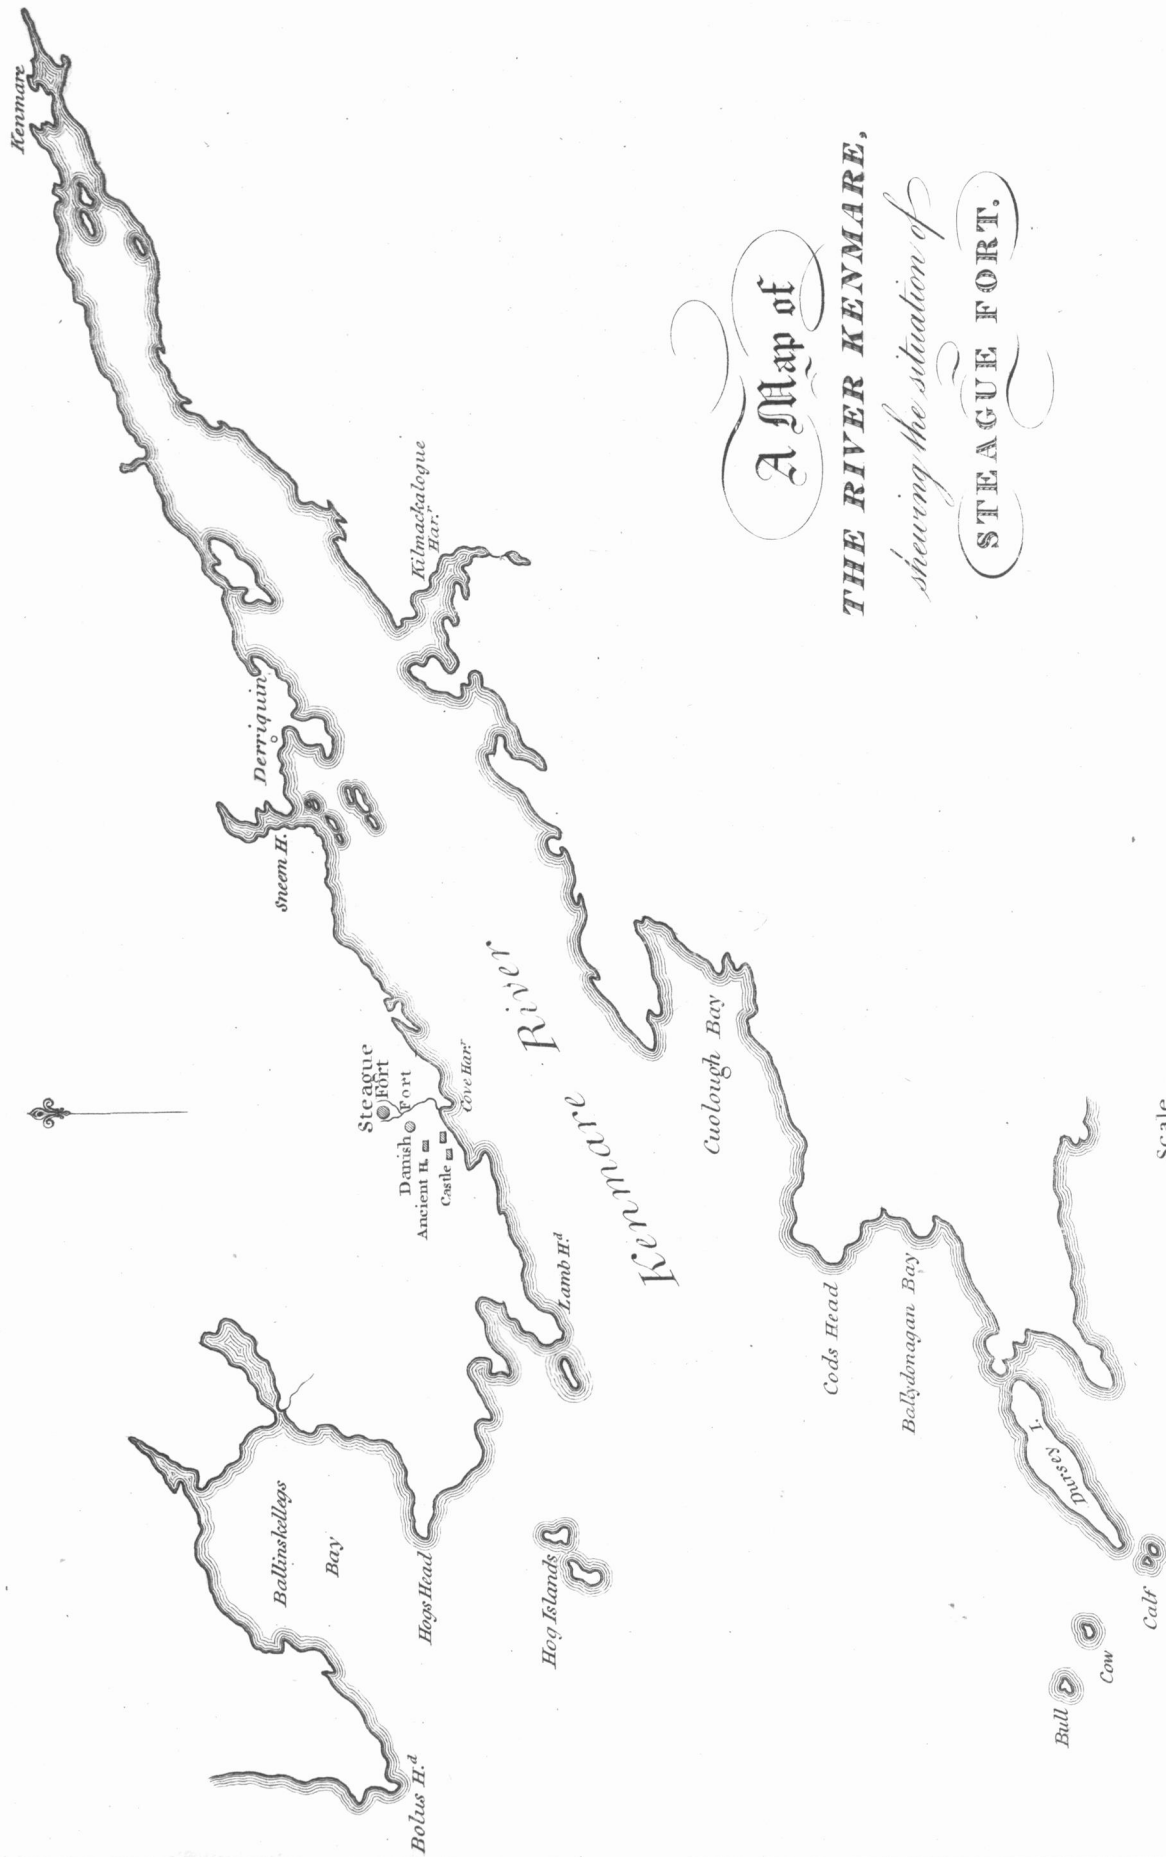 A Map of
THE RIVER KENMARE,
shewing the situation of
STEAGUE FORT.
Kenmare
Kilmackalogue
Har.r
Derriquin
Sneem H.
Steague
Fort
Danish
Fort
Ancient H.
Castle
Cove Har.r
Kenmare River
Lamb H.d
Cuolough Bay
Cods Head
Ballydonagan Bay
Dursey I.
Ballinskellegs
Bay
Hogs Head
Hog Islands
Bolus H.d
Bull
Cow
Calf
Scale